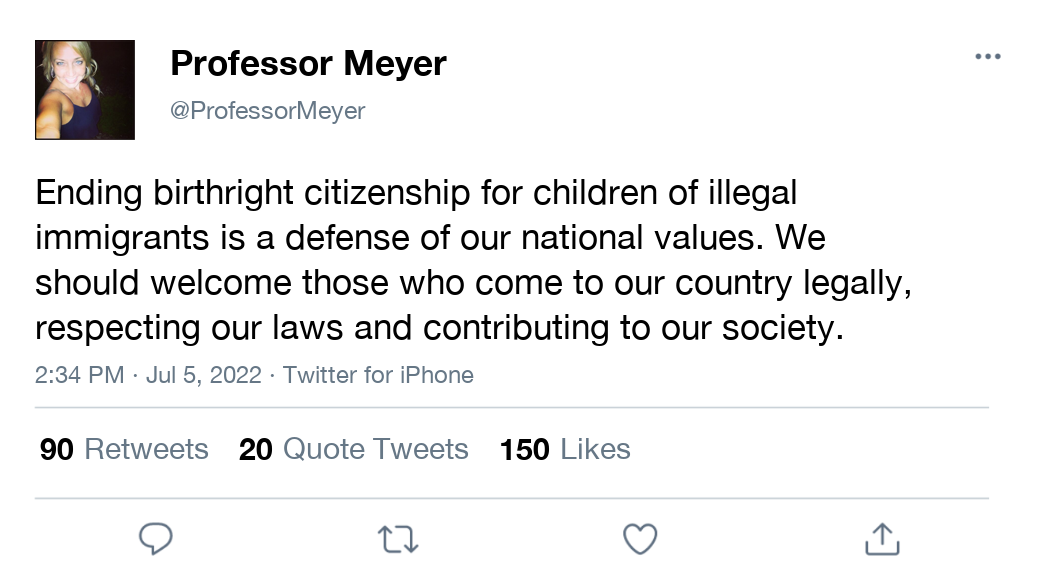 Professor Meyer
@ProfessorMeyer
Ending birthright citizenship for children of illegal
immigrants is a defense of our national values. We
should welcome those who come to our country legally,
respecting our laws and contributing to our society.
2:34 PM · Jul 5, 2022 · Twitter for iPhone
90 Retweets 20 Quote Tweets 150 Likes